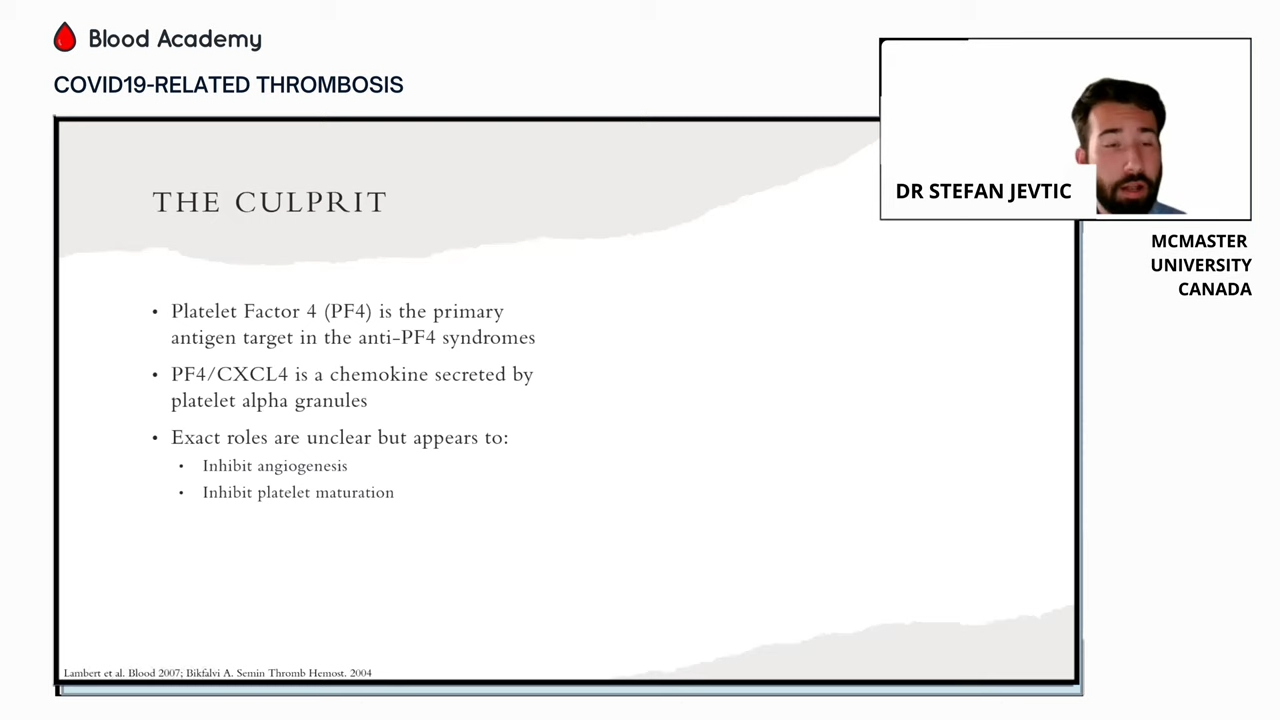 Blood Academy
COVID19-RELATED THROMBOSIS
THE CULPRIT
• Platelet Factor 4 (PF4) is the primary
antigen target in the anti-PF4 syndromes
• PF4/CXCL4 is a chemokine secreted by
platelet alpha granules
• Exact roles are unclear but appears to:
• Inhibit angiogenesis
• Inhibit platelet maturation
Lambert et al. Blood 2007; Bikfalvi A. Semin Thromb Hemost. 2004
DR STEFAN JEVTIC
MCMASTER
UNIVERSITY
CANADA